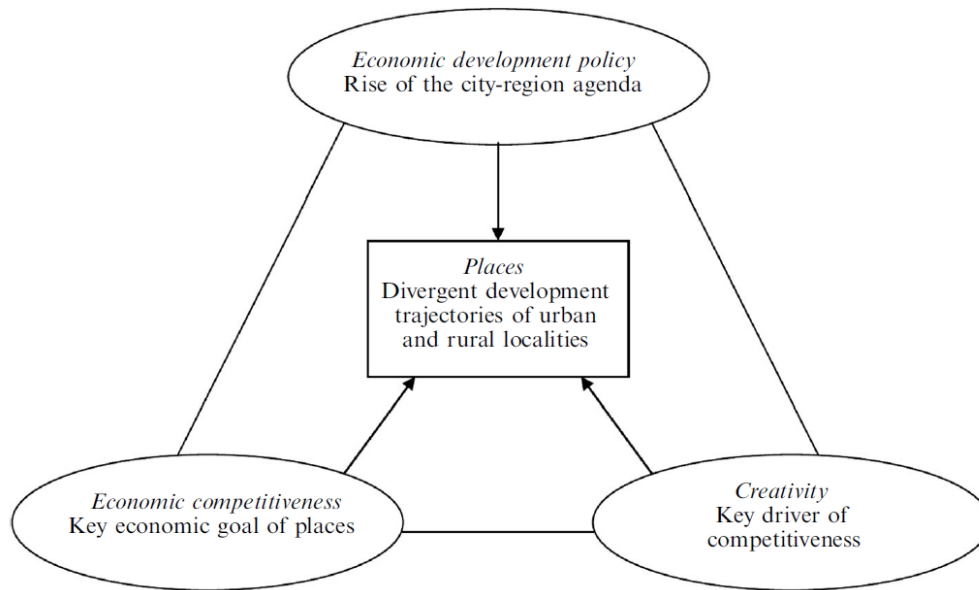 Economic development policy
Rise of the city-region agenda
Places
Divergent development
trajectories of urban
and rural localities
Economic competitiveness
Key economic goal of places
Creativity
Key driver of
competitiveness